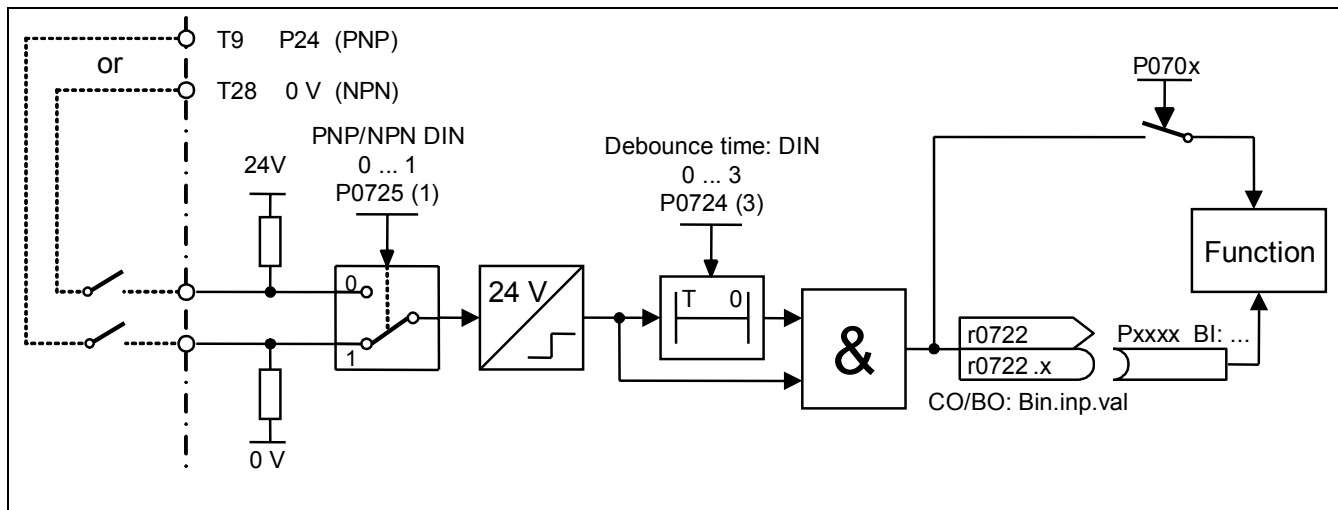 T9 P24 (PNP)
or
T28 0 V (NPN)
P070x
PNP/NPN DIN
0 ... 1
P0725 (1)
Debounce time: DIN
0 ... 3
P0724 (3)
24V
Function
0
1
24 V
T 0
&
r0722
r0722 .x
Pxxxx BI: ...
CO/BO: Bin.inp.val
0 V